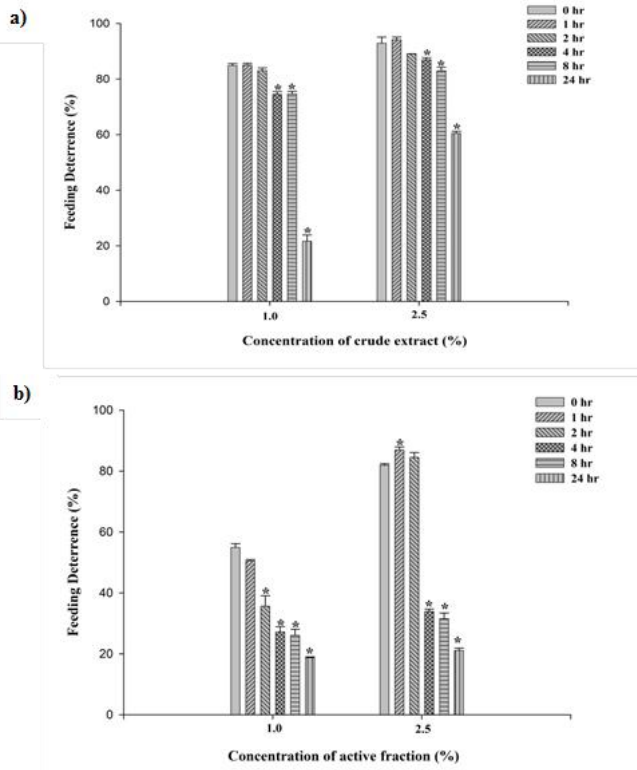 a)
100
80
60
40
20
0
Feeding Deterrence (%)
* * * * * *
1.0 2.5
Concentration of crude extract (%)
0 hr
1 hr
2 hr
4 hr
8 hr
24 hr
b)
100
80
60
40
20
0
Feeding Deterrence (%)
* * * * * * * *
1.0 2.5
Concentration of active fraction (%)
0 hr
1 hr
2 hr
4 hr
8 hr
24 hr